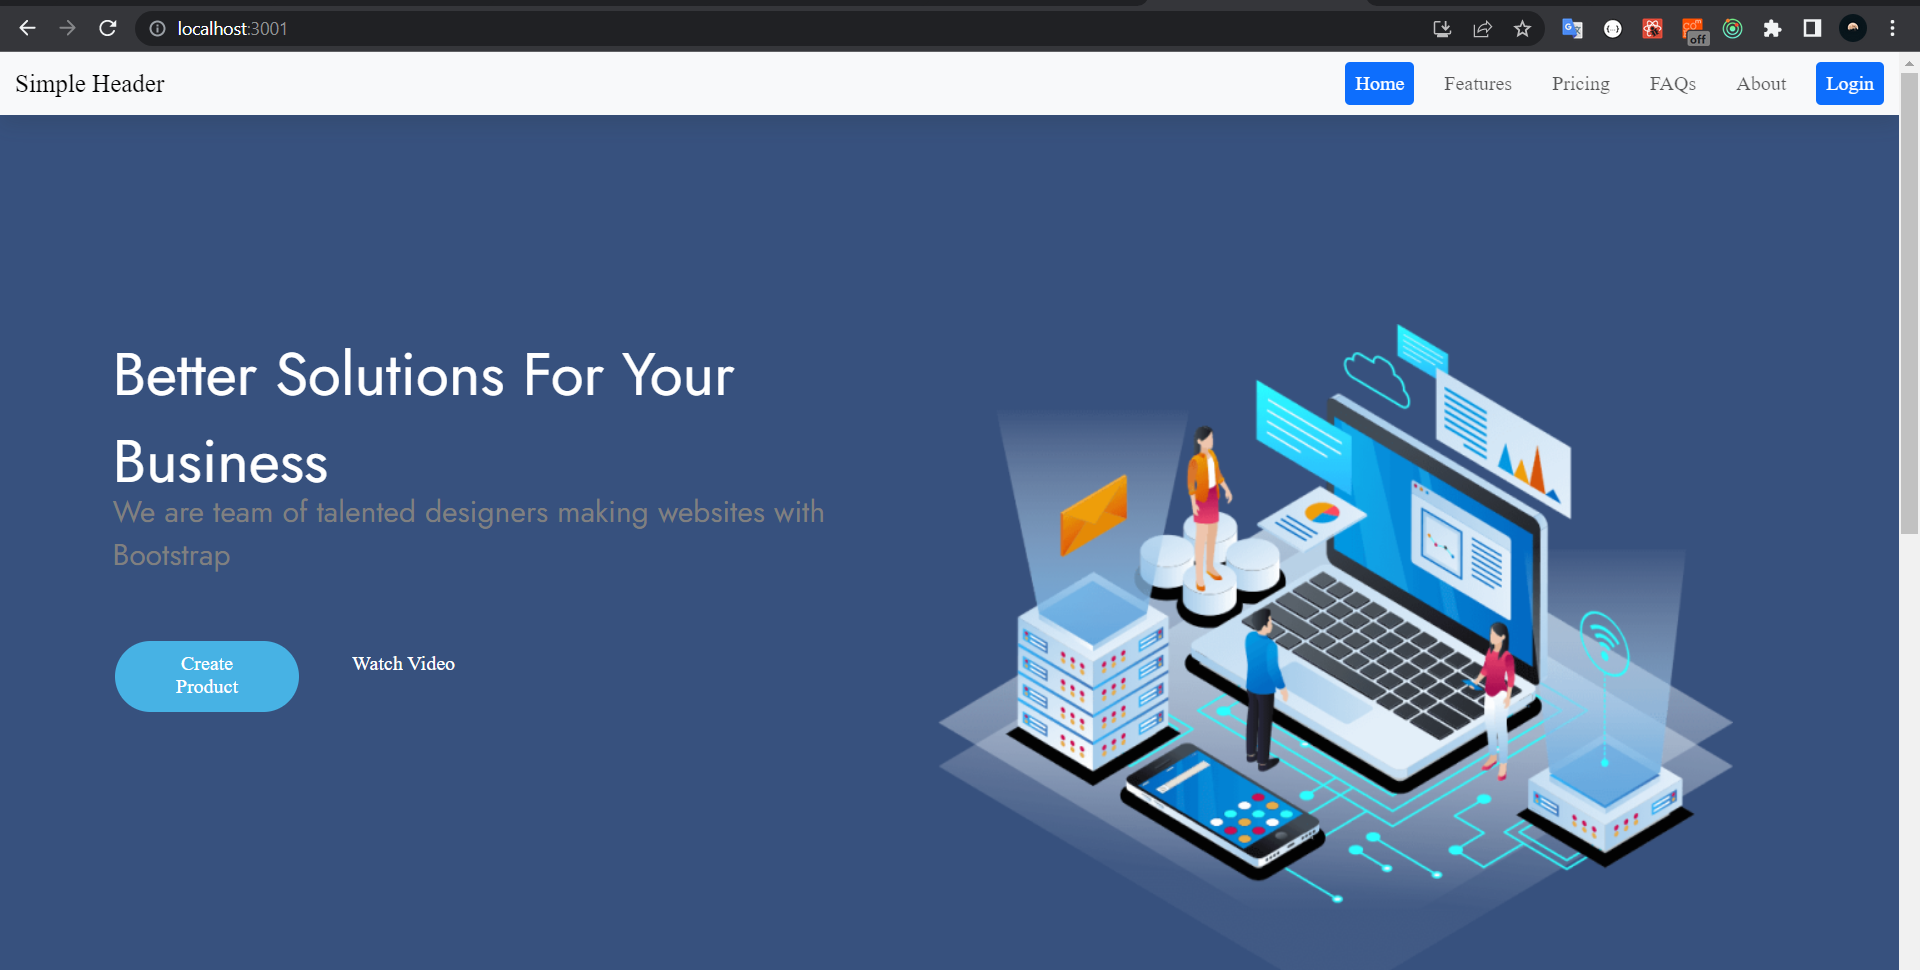 localhost:3001
off
Simple Header
Home Features Pricing FAQs About Login
Better Solutions For Your
Business
We are team of talented designers making websites with
Bootstrap
Create
Product
Watch Video